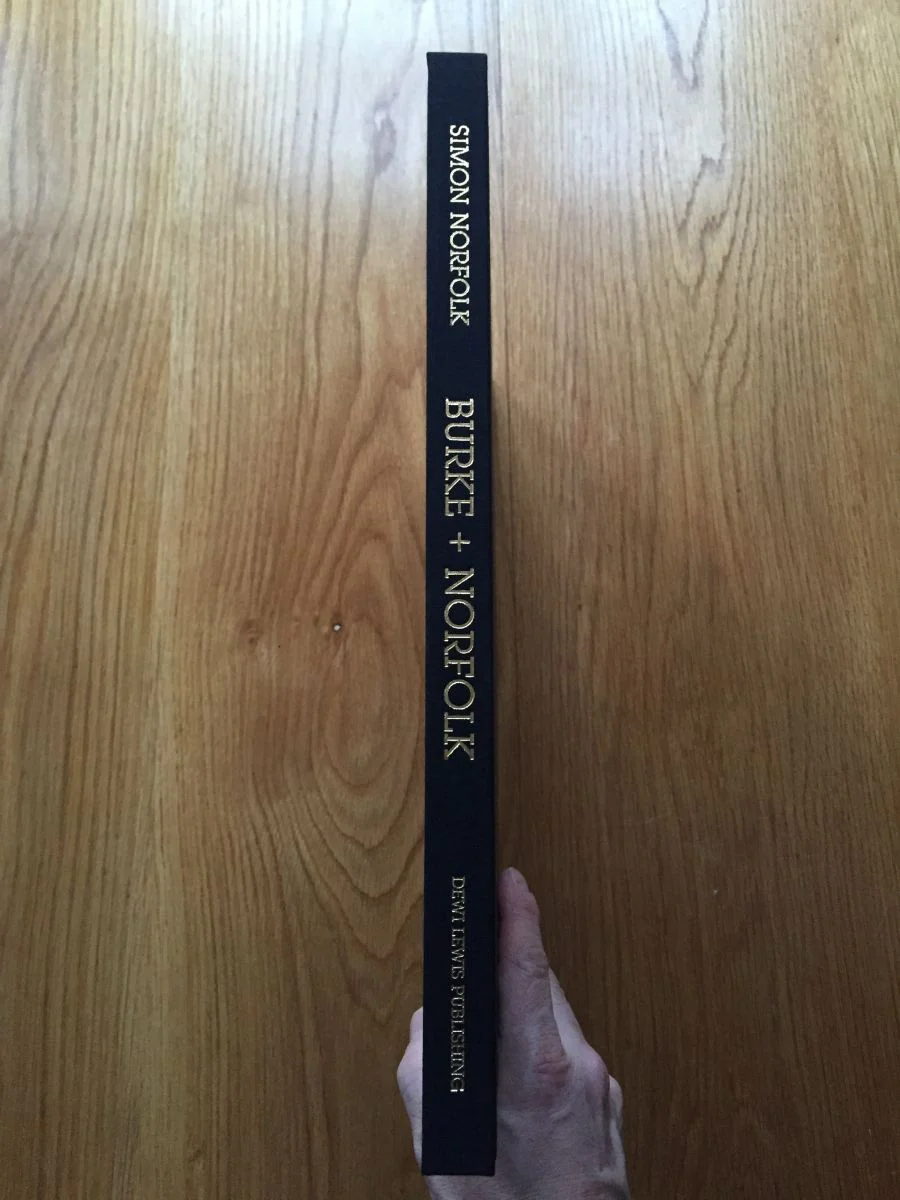 SIMON NORFOLK
BURKE + NORFOLK
DEWI LEWIS PUBLISHING